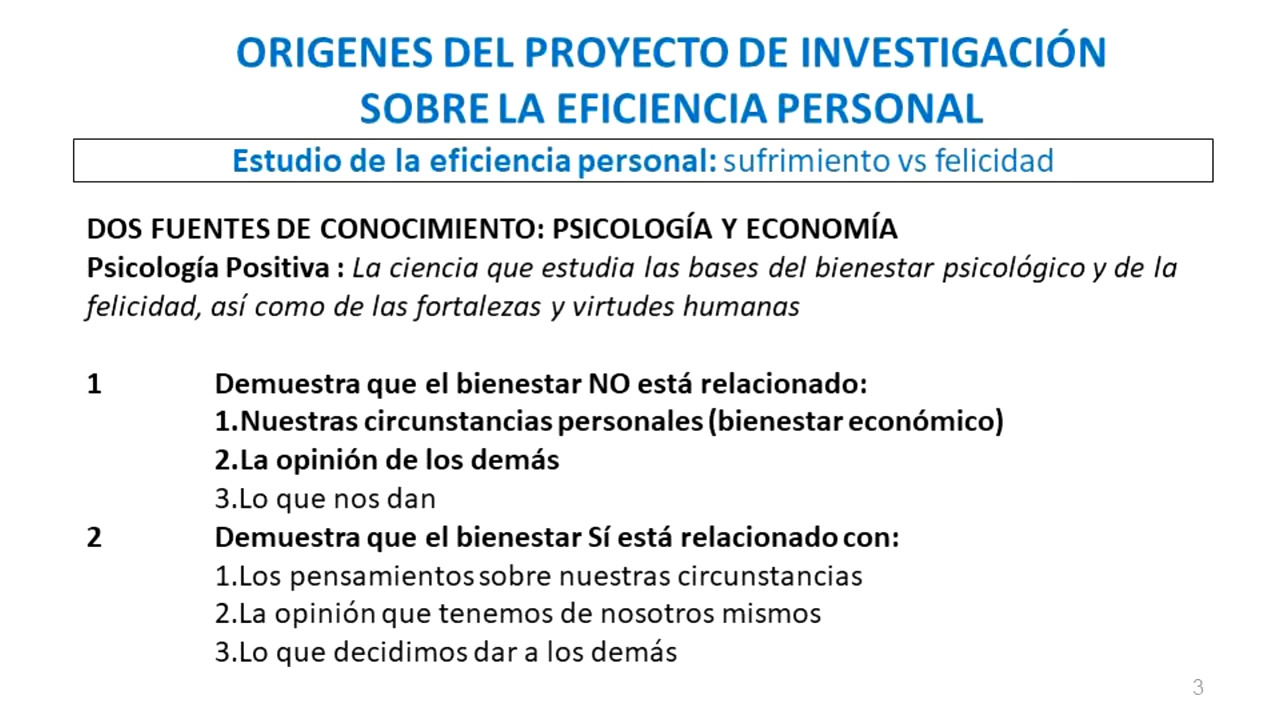 ORIGENES DEL PROYECTO DE INVESTIGACIÓN
SOBRE LA EFICIENCIA PERSONAL
Estudio de la eficiencia personal: sufrimiento vs felicidad
DOS FUENTES DE CONOCIMIENTO: PSICOLOGÍA Y ECONOMÍA
Psicología Positiva : La ciencia que estudia las bases del bienestar psicológico y de la
felicidad, así como de las fortalezas y virtudes humanas
1 Demuestra que el bienestar NO está relacionado:
1.Nuestras circunstancias personales (bienestar económico)
2.La opinión de los demás
3.Lo que nos dan
2 Demuestra que el bienestar Sí está relacionado con:
1.Los pensamientos sobre nuestras circunstancias
2.La opinión que tenemos de nosotros mismos
3.Lo que decidimos dar a los demás
3